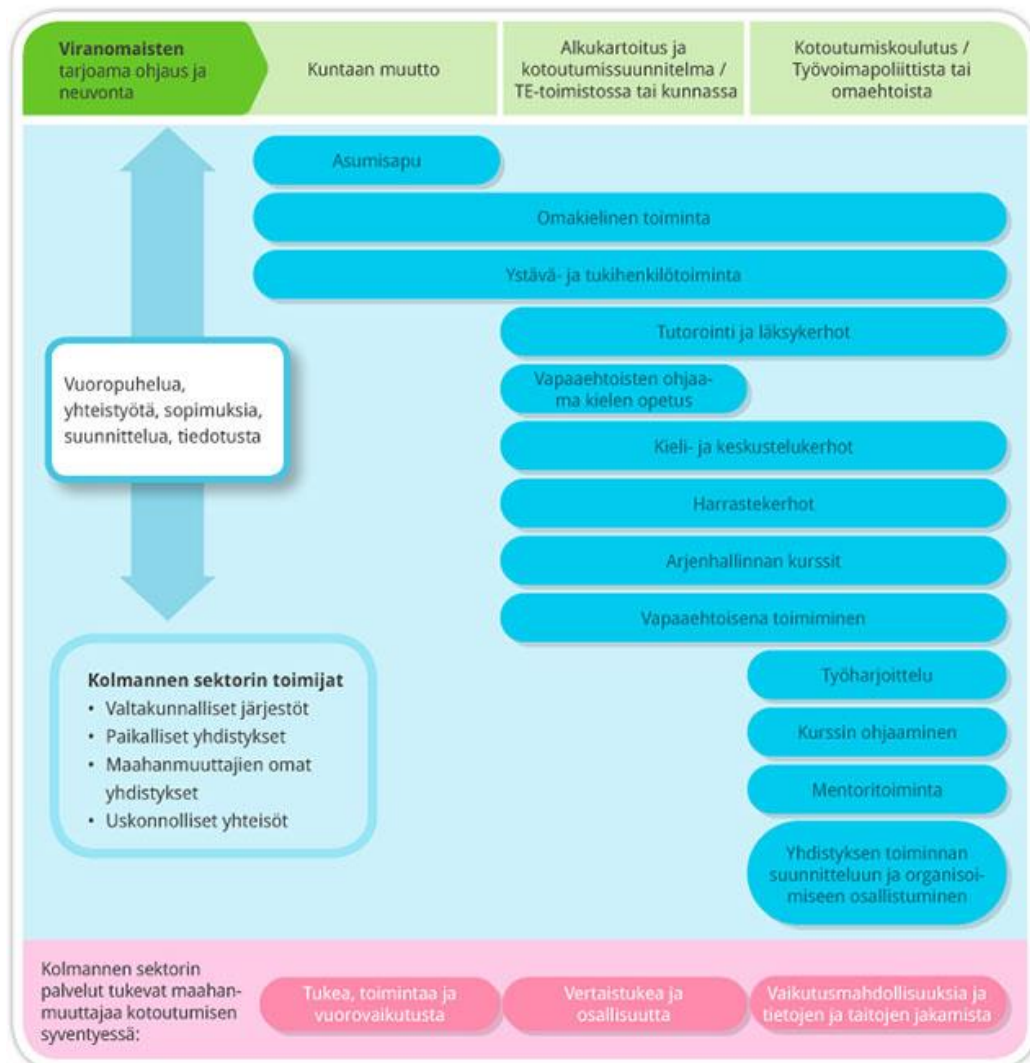 Viranomaisten
tarjoama ohjaus ja
neuvonta
Kuntaan muutto
Alkukartoitus ja
kotoutumissuunnitelma /
TE-toimistossa tai kunnassa
Kotoutumiskoulutus /
Työvoimapoliittista tai
omaehtoista
Asumisapu
Omakielinen toiminta
Ystävä- ja tukihenkilötoiminta
Tutorointi ja läksykerhot
Vapaaehtoisten ohjaa-
ma kielen opetus
Kieli- ja keskustelukerhot
Harrastekerhot
Arjenhallinnan kurssit
Vapaaehtoisena toimiminen
Työharjoittelu
Kurssin ohjaaminen
Mentoritoiminta
Yhdistyksen toiminnan
suunnitteluun ja organisoi-
miseen osallistuminen
Vuoropuhelua,
yhteistyötä, sopimuksia,
suunnittelua, tiedotusta
Kolmannen sektorin toimijat
• Valtakunnalliset järjestöt
• Paikalliset yhdistykset
• Maahanmuuttajien omat
yhdistykset
• Uskonnolliset yhteisöt
Kolmannen sektorin
palvelut tukevat maahan-
muuttajaa kotoutumisen
syventyessä:
Tukea, toimintaa ja
vuorovaikutusta
Vertaistukea ja
osallisuutta
Vaikutusmahdollisuuksia ja
tietojen ja taitojen jakamista